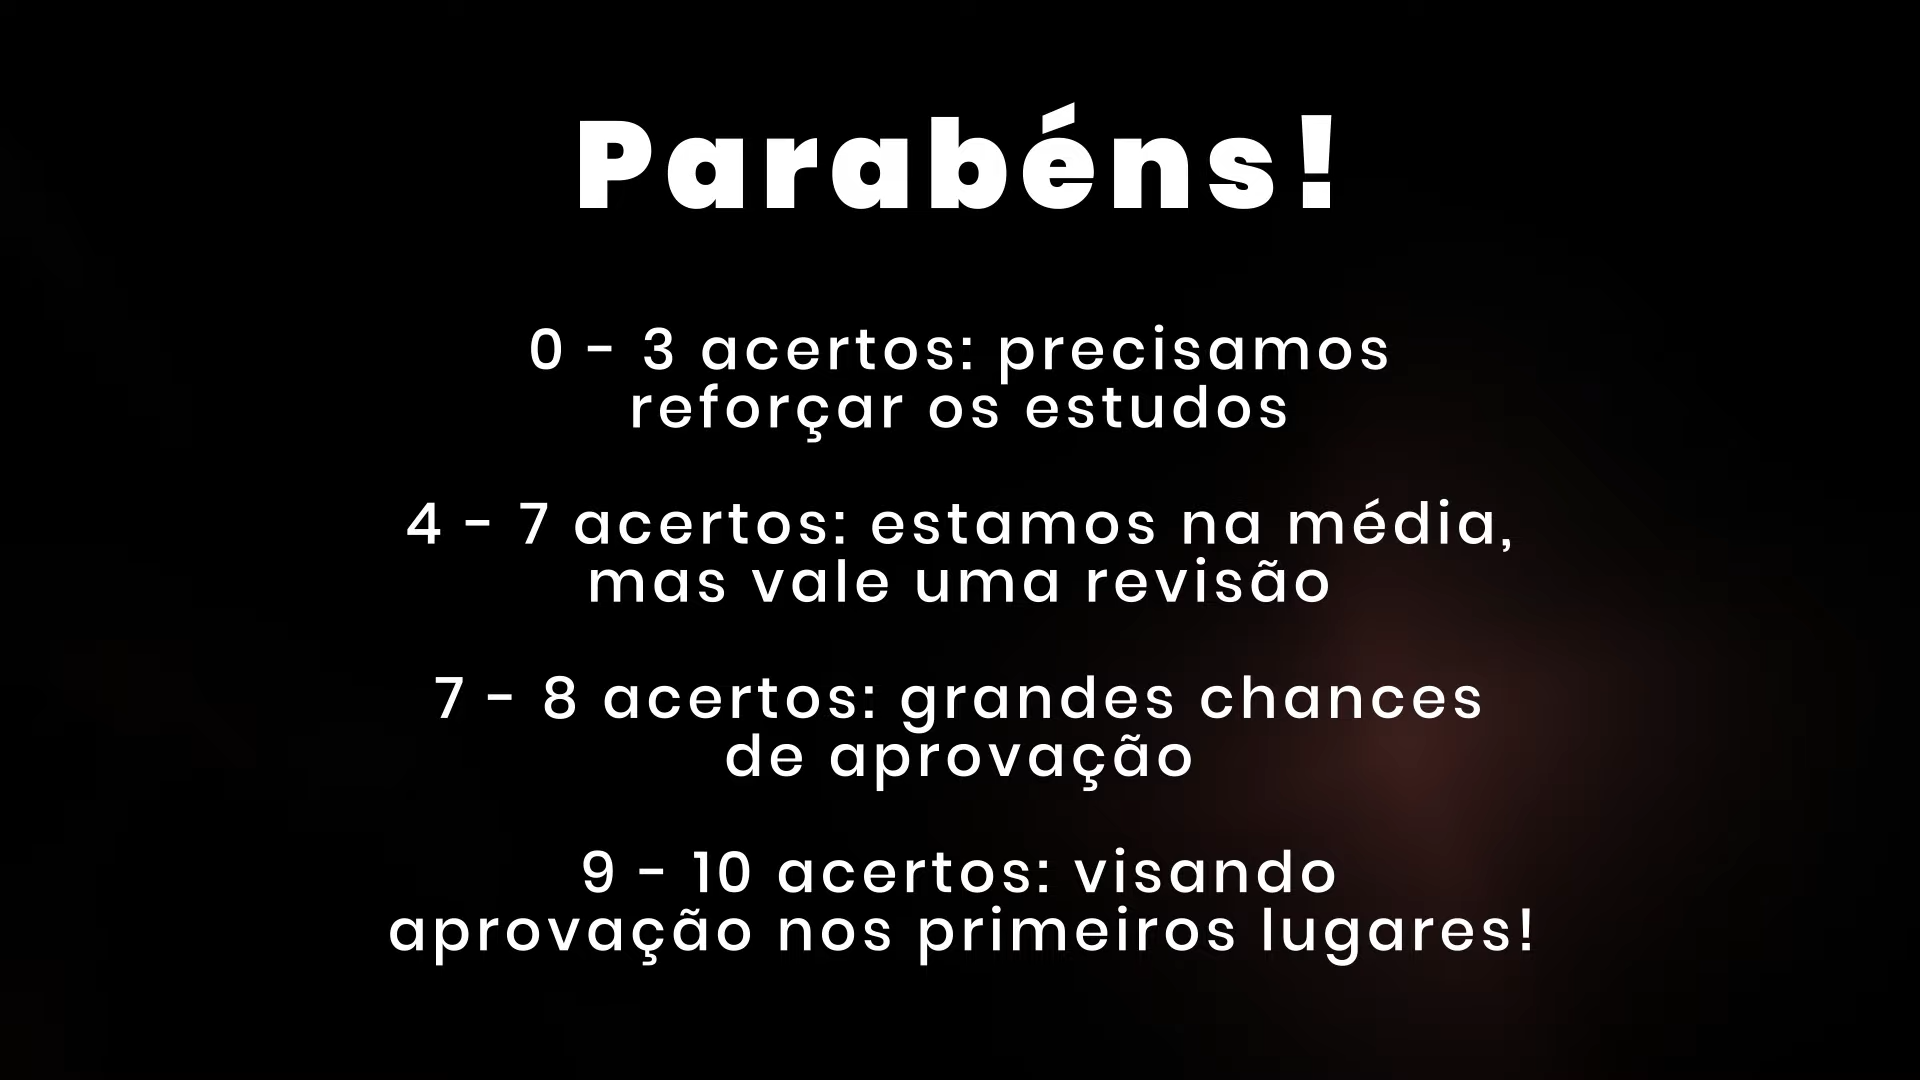 Parabéns!
0 - 3 acertos: precisamos
reforçar os estudos
4 - 7 acertos: estamos na média,
mas vale uma revisão
7 - 8 acertos: grandes chances
de aprovação
9 - 10 acertos: visando
aprovação nos primeiros lugares!